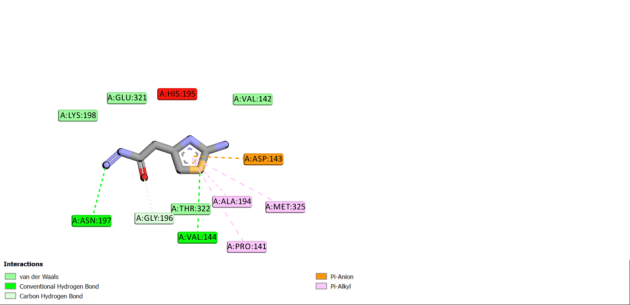 A:HIS:195
A:GLU:321
A:VAL:142
A:LYS:198
A:ASP:143
A:ALA:194
A:MET:325
A:THR:322
A:GLY:196
A:ASN:197
A:VAL:144
A:PRO:141
Interactions
van der Waals
Conventional Hydrogen Bond
Carbon Hydrogen Bond
Pi-Anion
Pi-Alkyl